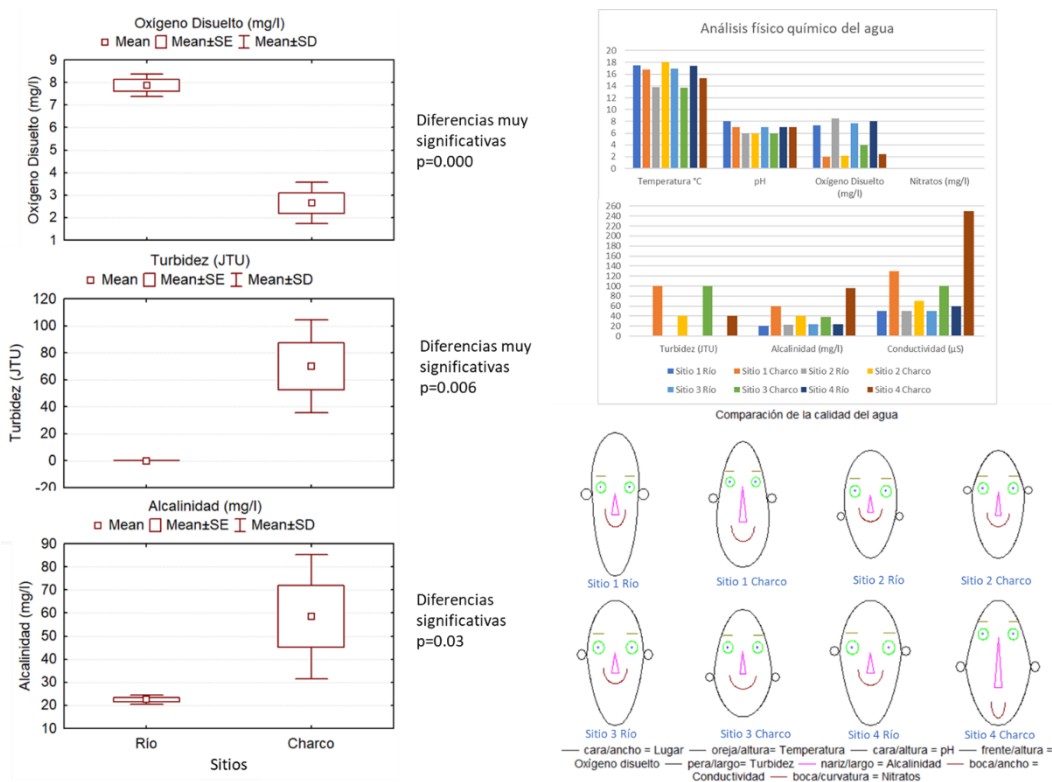 Oxígeno Disuelto (mg/l)
Mean Mean±SE Mean±SD
9
8
7
6
5
4
3
2
1
Oxígeno Disuelto (mg/l)
Diferencias muy
significativas
p=0.000
Turbidez (JTU)
Mean Mean±SE Mean±SD
120
100
80
60
40
20
0
-20
Turbidez (JTU)
Diferencias muy
significativas
p=0.006
Alcalinidad (mg/l)
Mean Mean±SE Mean±SD
90
80
70
60
50
40
30
20
10
Alcalinidad (mg/l)
Diferencias
significativas
p=0.03
Río Charco
Sitios
Análisis físico químico del agua
20
18
16
14
12
10
8
6
4
2
0
Temperatura °C pH Oxígeno Disuelto (mg/l) Nitratos (mg/l)
260
240
220
200
180
160
140
120
100
80
60
40
20
0
Turbidez (JTU) Alcalinidad (mg/l) Conductividad (µS)
Sitio 1 Río Sitio 1 Charco Sitio 2 Río Sitio 2 Charco
Sitio 3 Río Sitio 3 Charco Sitio 4 Río Sitio 4 Charco
Comparación de la calidad del agua
Sitio 1 Río Sitio 1 Charco Sitio 2 Río Sitio 2 Charco
Sitio 3 Río Sitio 3 Charco Sitio 4 Río Sitio 4 Charco
cara/ancho = Lugar oreja/altura= Temperatura cara/altura = pH frente/altura =
Oxígeno disuelto pera/largo= Turbidez nariz/largo = Alcalinidad boca/ancho =
Conductividad boca/curvatura = Nitratos